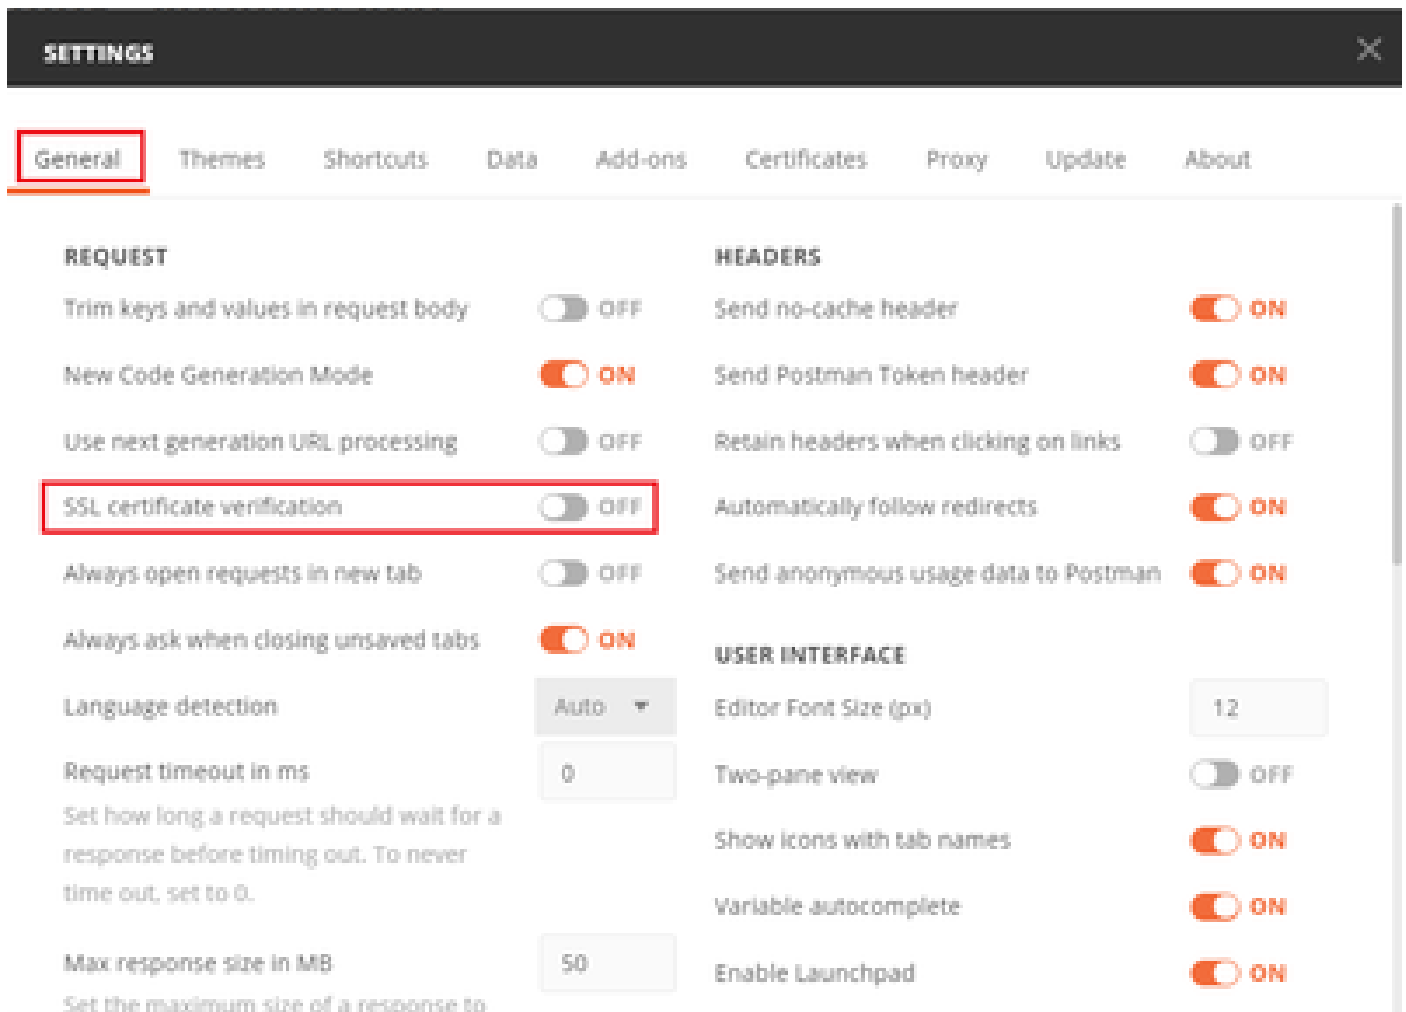 SETTINGS
General Themes Shortcuts Data Add-ons Certificates Proxy Update About
REQUEST
Trim keys and values in request body OFF
New Code Generation Mode ON
Use next generation URL processing OFF
SSL certificate verification OFF
Always open requests in new tab OFF
Always ask when closing unsaved tabs ON
Language detection Auto
Request timeout in ms 0
Set how long a request should wait for a
response before timing out. To never
time out, set to 0.
Max response size in MB 50
Set the maximum size of a response to
HEADERS
Send no-cache header ON
Send Postman Token header ON
Retain headers when clicking on links OFF
Automatically follow redirects ON
Send anonymous usage data to Postman ON
USER INTERFACE
Editor Font Size (px) 12
Two-pane view OFF
Show icons with tab names ON
Variable autocomplete ON
Enable Launchpad ON